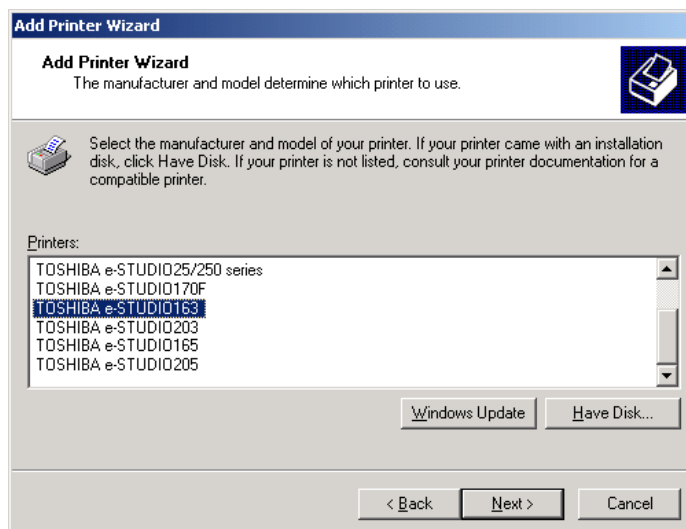 Add Printer Wizard
Add Printer Wizard
The manufacturer and model determine which printer to use.
Select the manufacturer and model of your printer. If your printer came with an installation
disk, click Have Disk. If your printer is not listed, consult your printer documentation for a
compatible printer.
Printers:
TOSHIBA e-STUDIO25/250 series
TOSHIBA e-STUDIO170F
TOSHIBA e-STUDIO163
TOSHIBA e-STUDIO203
TOSHIBA e-STUDIO165
TOSHIBA e-STUDIO205
Windows Update
Have Disk...
< Back
Next >
Cancel